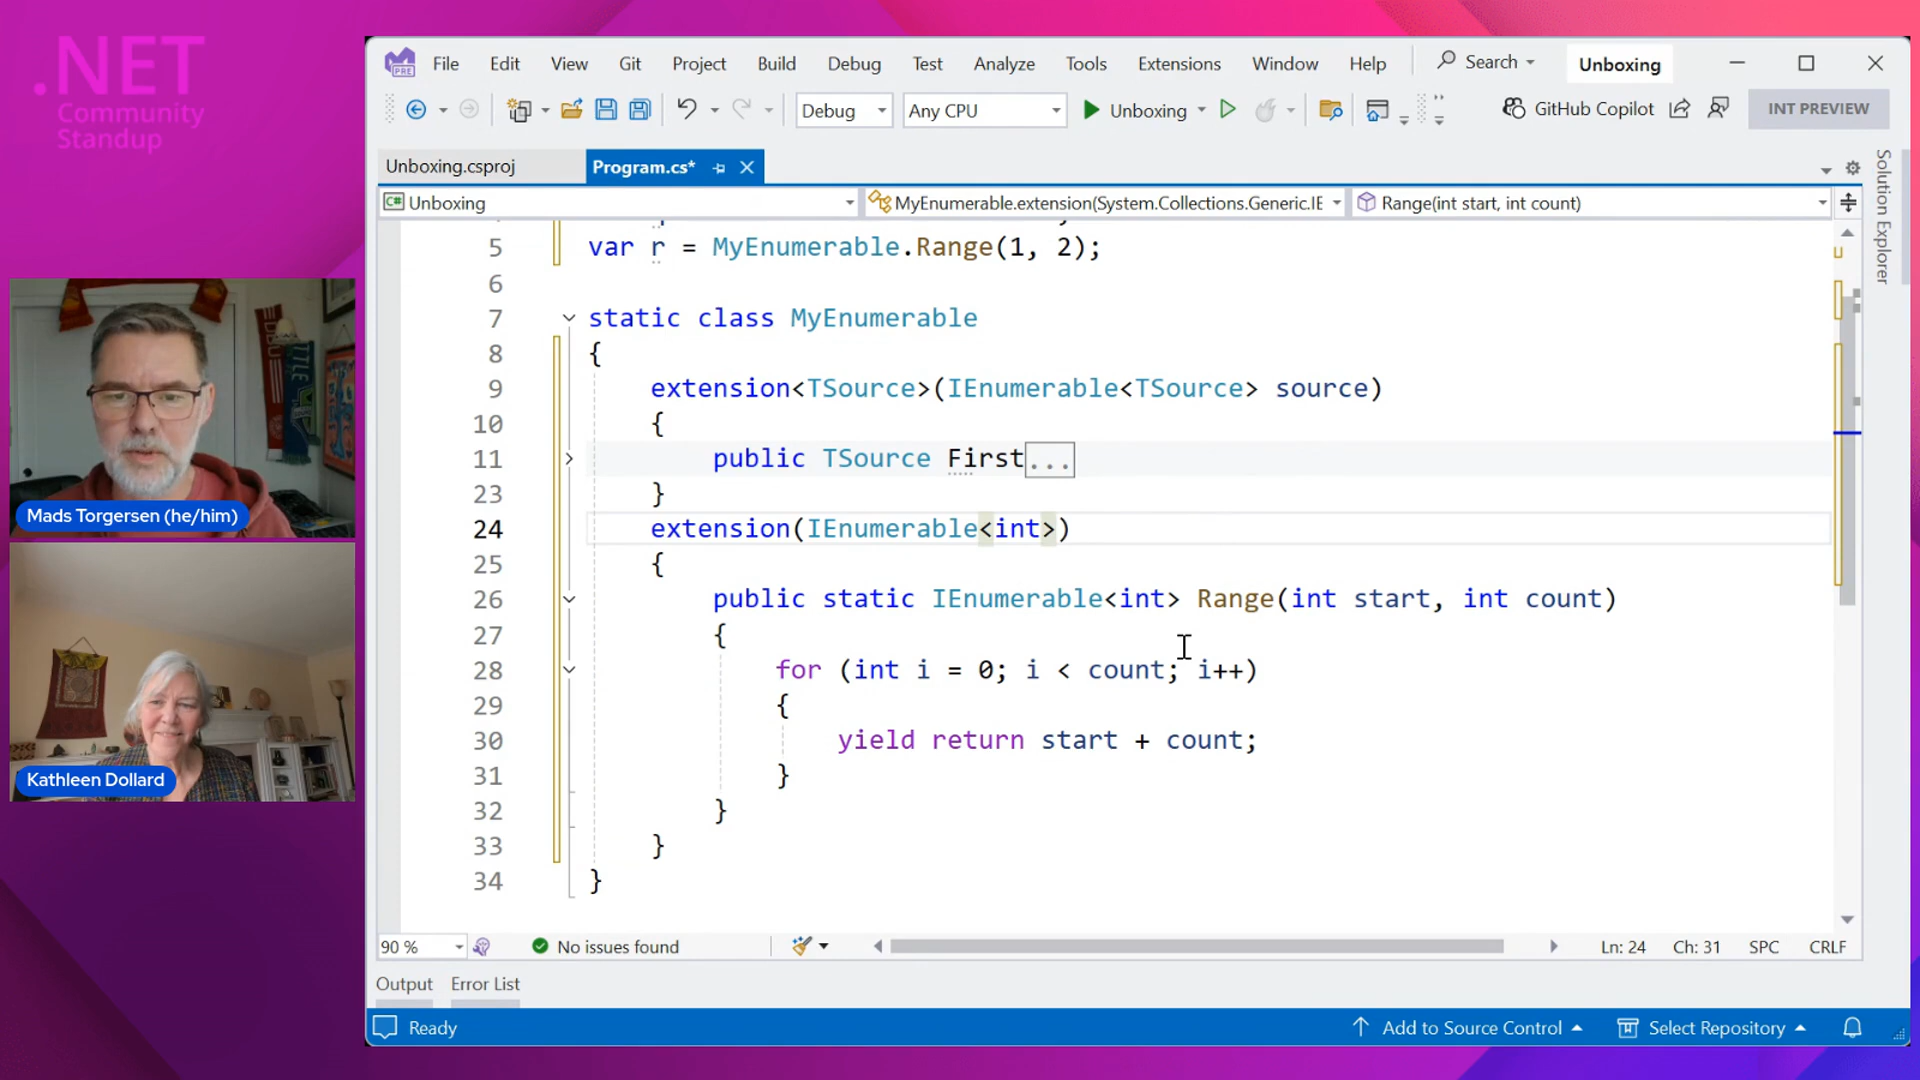 .NET
Community
Standup
Mads Torgersen (he/him)
Kathleen Dollard
PRE File Edit View Git Project Build Debug Test Analyze Tools Extensions Window Help Search Unboxing
Debug Any CPU Unboxing GitHub Copilot INT PREVIEW
Unboxing.csproj Program.cs*
C# Unboxing MyEnumerable.extension(System.Collections.Generic.IE Range(int start, int count)
Solution Explorer
5 var r = MyEnumerable.Range(1, 2);
6
7 static class MyEnumerable
8 {
9 extension<TSource>(IEnumerable<TSource> source)
10 {
11 public TSource First...
23 }
24 extension(IEnumerable<int>)
25 {
26 public static IEnumerable<int> Range(int start, int count)
27 {
28 for (int i = 0; i < count; i++)
29 {
30 yield return start + count;
31 }
32 }
33 }
34 }
90 % No issues found Ln: 24 Ch: 31 SPC CRLF
Output Error List
Ready Add to Source Control Select Repository